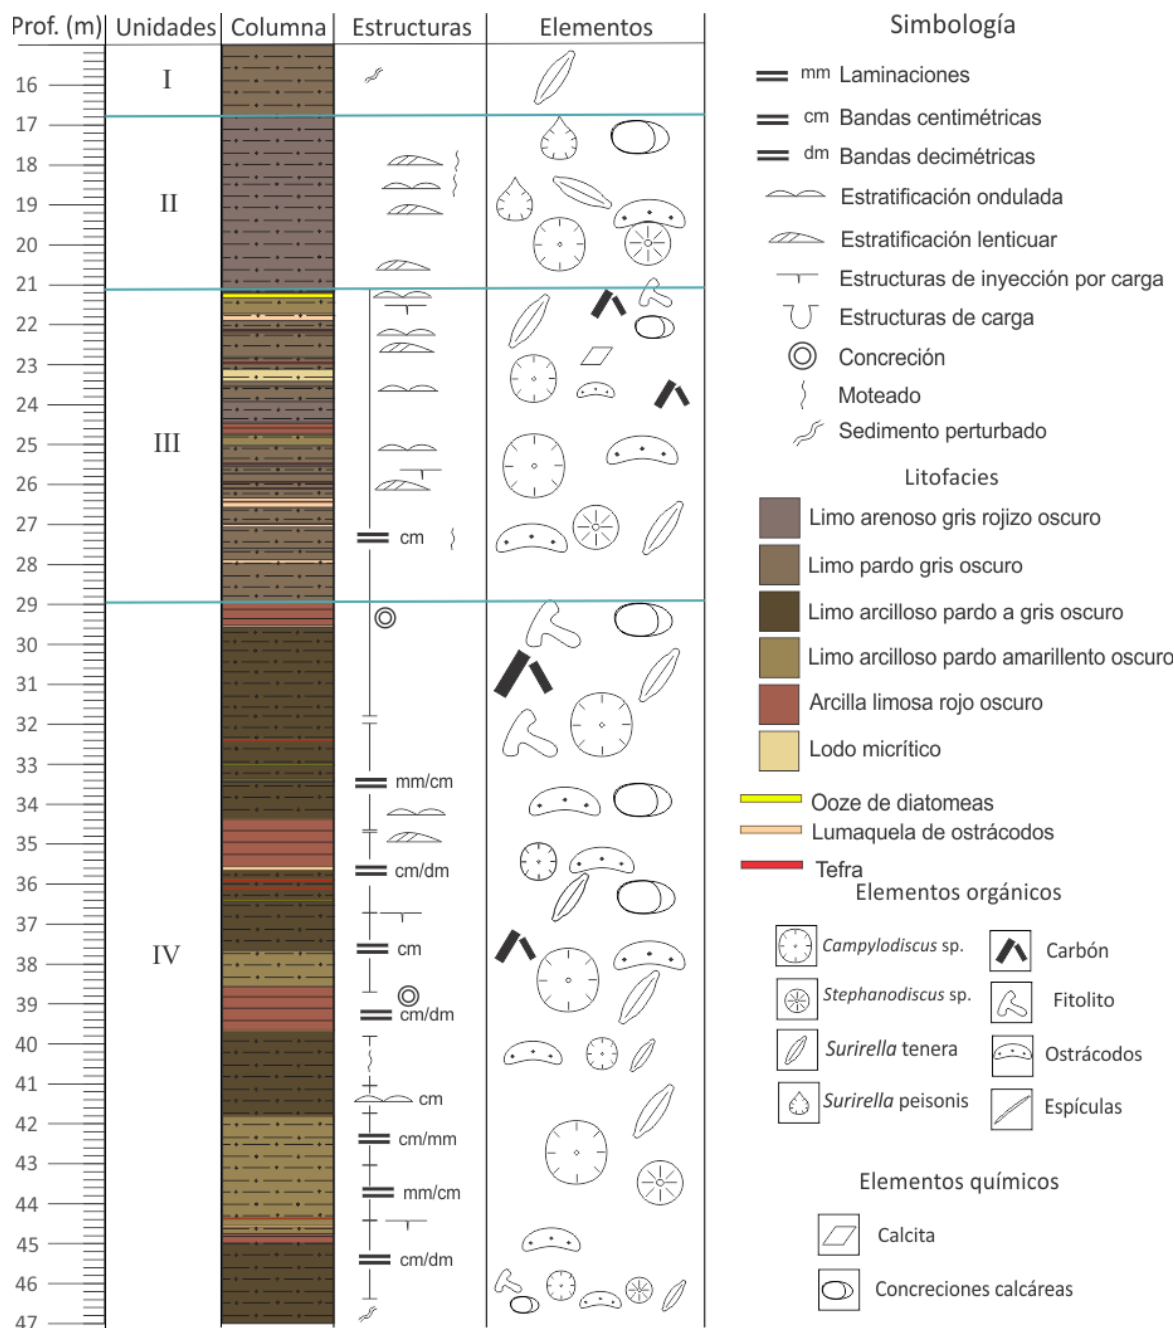 Prof. (m) Unidades Columna Estructuras Elementos
16
17
18
19
20
21
22
23
24
25
26
27
28
29
30
31
32
33
34
35
36
37
38
39
40
41
42
43
44
45
46
47
I
II
III
IV
cm
mm/cm
cm/dm
cm
cm/dm
cm
cm/mm
mm/cm
cm/dm
Simbología
mm Laminaciones
cm Bandas centimétricas
dm Bandas decimétricas
Estratificación ondulada
Estratificación lenticuar
Estructuras de inyección por carga
Estructuras de carga
Concreción
Moteado
Sedimento perturbado
Litofacies
Limo arenoso gris rojizo oscuro
Limo pardo gris oscuro
Limo arcilloso pardo a gris oscuro
Limo arcilloso pardo amarillento oscuro
Arcilla limosa rojo oscuro
Lodo micrítico
Ooze de diatomeas
Lumaquela de ostrácodos
Tefra
Elementos orgánicos
Campylodiscus sp.
Carbón
Stephanodiscus sp.
Fitolito
Surirella tenera
Ostrácodos
Surirella peisonis
Espículas
Elementos químicos
Calcita
Concreciones calcáreas